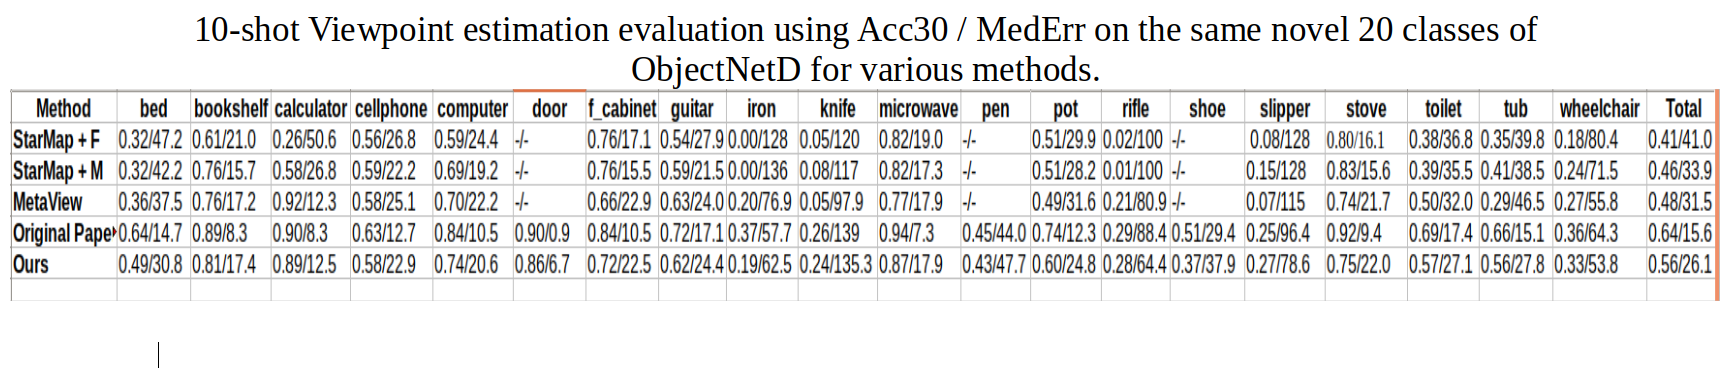 10-shot Viewpoint estimation evaluation using Acc30 / MedErr on the same novel 20 classes of
ObjectNetD for various methods.
Method bed bookshelf calculator cellphone computer door f_cabinet guitar iron knife microwave pen pot rifle shoe slipper stove toilet tub wheelchair Total
StarMap + F 0.32/47.2 0.61/21.0 0.26/50.6 0.56/26.8 0.59/24.4 -/- 0.76/17.1 0.54/27.9 0.00/128 0.05/120 0.82/19.0 -/- 0.51/29.9 0.02/100 -/- 0.08/128 0.80/16.1 0.38/36.8 0.35/39.8 0.18/80.4 0.41/41.0
StarMap + M 0.32/42.2 0.76/15.7 0.58/26.8 0.59/22.2 0.69/19.2 -/- 0.76/15.5 0.59/21.5 0.00/136 0.08/117 0.82/17.3 -/- 0.51/28.2 0.01/100 -/- 0.15/128 0.83/15.6 0.39/35.5 0.41/38.5 0.24/71.5 0.46/33.9
MetaView 0.36/37.5 0.76/17.2 0.92/12.3 0.58/25.1 0.70/22.2 -/- 0.66/22.9 0.63/24.0 0.20/76.9 0.05/97.9 0.77/17.9 -/- 0.49/31.6 0.21/80.9 -/- 0.07/115 0.74/21.7 0.50/32.0 0.29/46.5 0.27/55.8 0.48/31.5
Original Pape 0.64/14.7 0.89/8.3 0.90/8.3 0.63/12.7 0.84/10.5 0.90/0.9 0.84/10.5 0.72/17.1 0.37/57.7 0.26/139 0.94/7.3 0.45/44.0 0.74/12.3 0.29/88.4 0.51/29.4 0.25/96.4 0.92/9.4 0.69/17.4 0.66/15.1 0.36/64.3 0.64/15.6
Ours 0.49/30.8 0.81/17.4 0.89/12.5 0.58/22.9 0.74/20.6 0.86/6.7 0.72/22.5 0.62/24.4 0.19/62.5 0.24/135.3 0.87/17.9 0.43/47.7 0.60/24.8 0.28/64.4 0.37/37.9 0.27/78.6 0.75/22.0 0.57/27.1 0.56/27.8 0.33/53.8 0.56/26.1